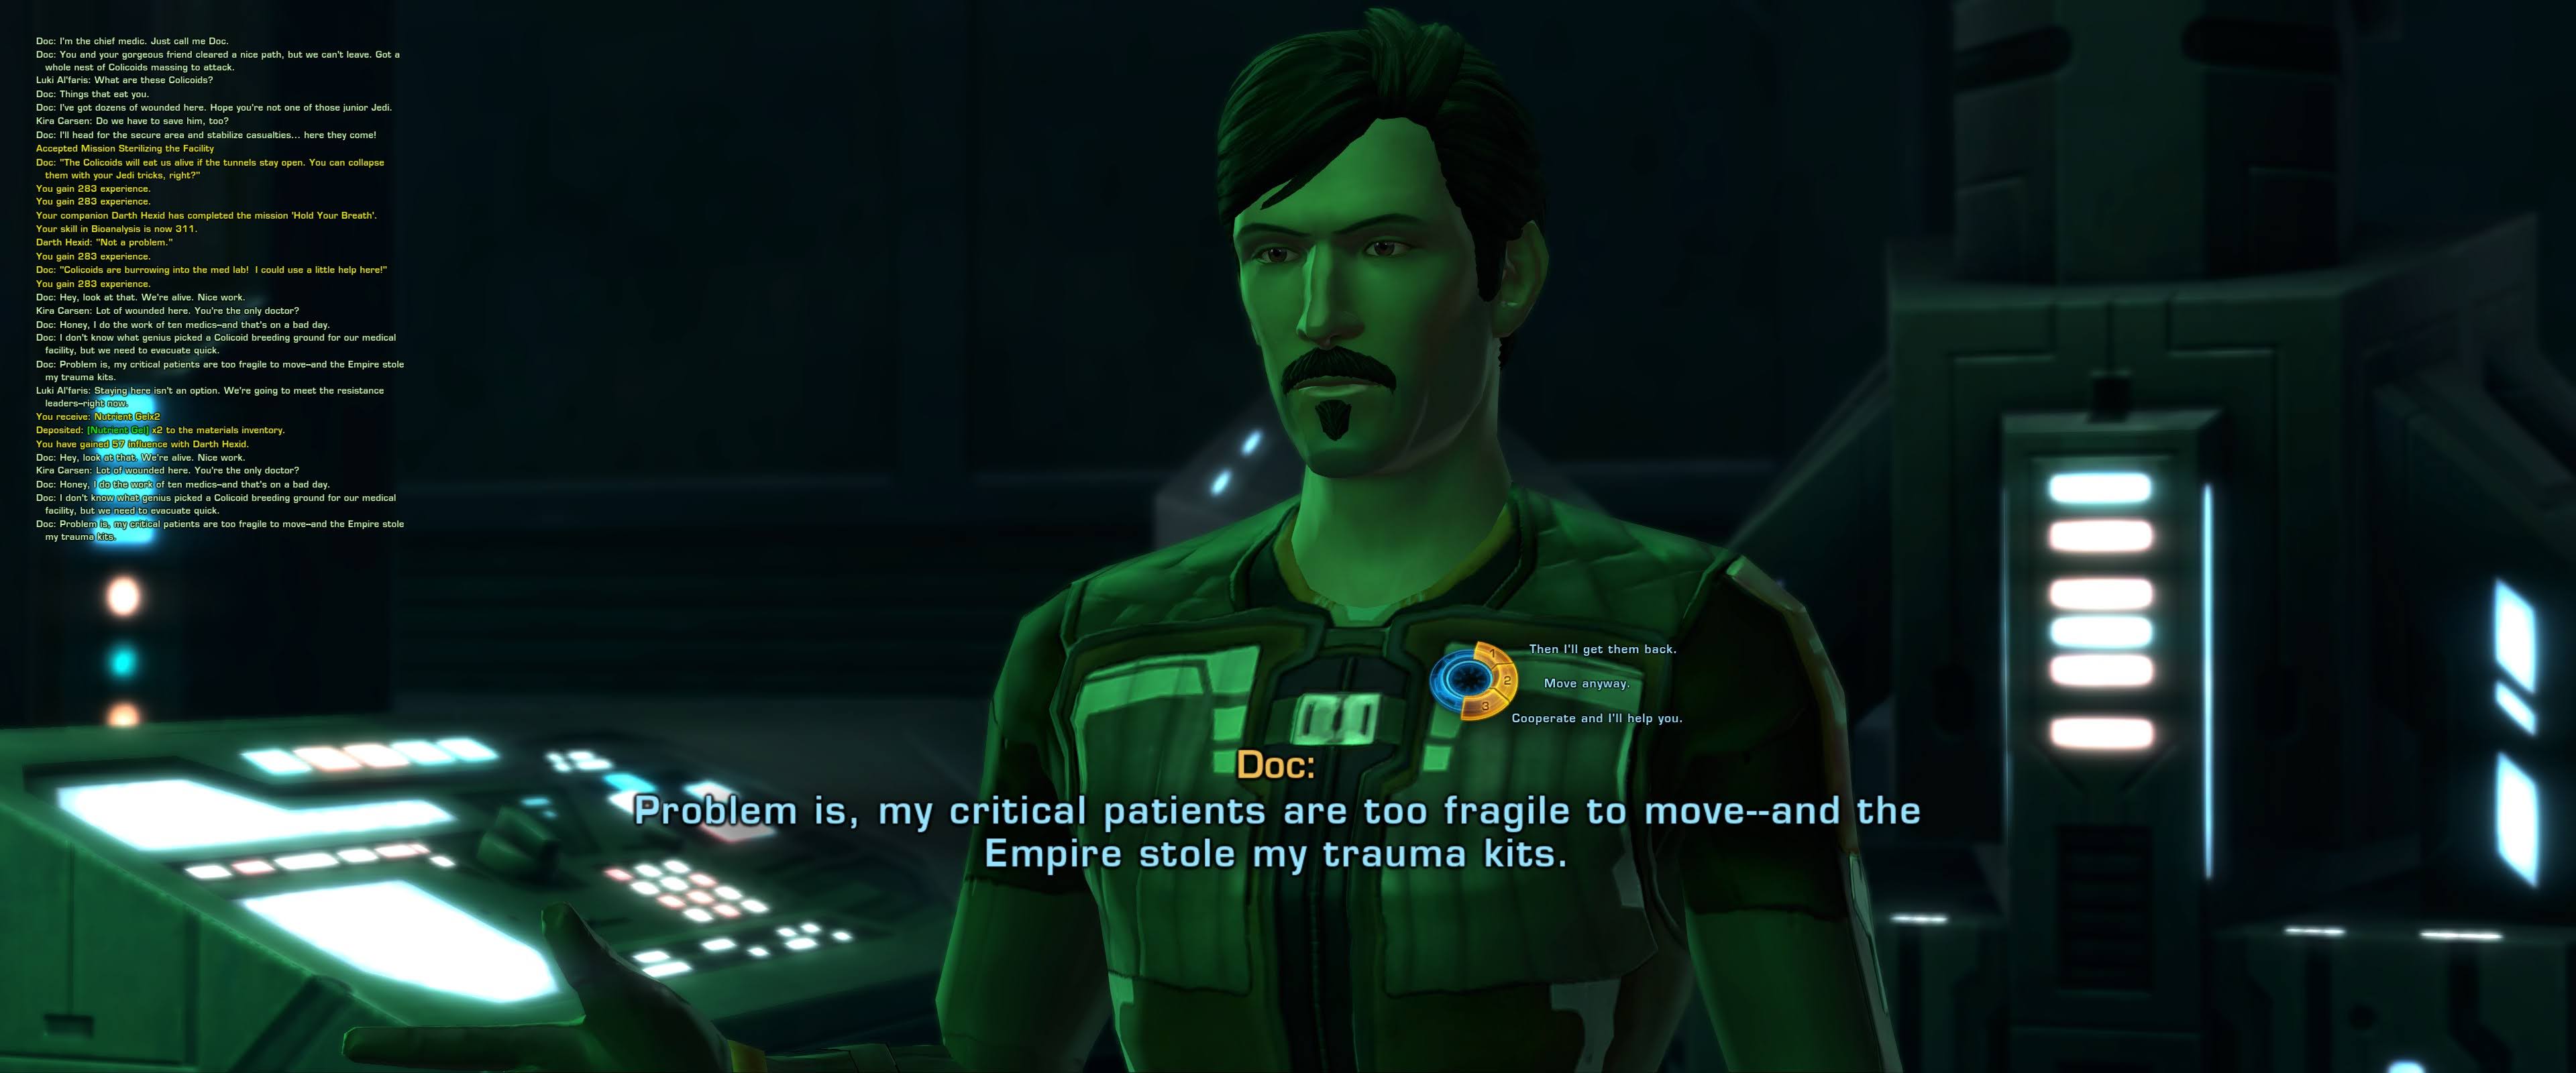 Doc: I'm the chief medic. Just call me Doc.
Doc: You and your gorgeous friend cleared a nice path, but we can't leave. Got a
whole nest of Colicoids massing to attack.
Luki Al'faris: What are these Colicoids?
Doc: Things that eat you.
Doc: I've got dozens of wounded here. Hope you're not one of those junior Jedi.
Kira Carsen: Do we have to save him, too?
Doc: I'll head for the secure area and stabilize casualties... here they come!
Accepted Mission Sterilizing the Facility
Doc: "The Colicoids will eat us alive if the tunnels stay open. You can collapse
them with your Jedi tricks, right?"
You gain 283 experience.
You gain 283 experience.
Your companion Darth Hexid has completed the mission 'Hold Your Breath'.
Your skill in Bioanalysis is now 311.
Darth Hexid: "Not a problem."
You gain 283 experience.
Doc: "Colicoids are burrowing into the med lab!  I could use a little help here!"
You gain 283 experience.
Doc: Hey, look at that. We're alive. Nice work.
Kira Carsen: Lot of wounded here. You're the only doctor?
Doc: Honey, I do the work of ten medics--and that's on a bad day.
Doc: I don't know what genius picked a Colicoid breeding ground for our medical
facility, but we need to evacuate quick.
Doc: Problem is, my critical patients are too fragile to move--and the Empire stole
my trauma kits.
Luki Al'faris: Staying here isn't an option. We're going to meet the resistance
leaders--right now.
You receive: Nutrient Gelx2
Deposited: [Nutrient Gel] x2 to the materials inventory.
You have gained 57 influence with Darth Hexid.
Doc: Hey, look at that. We're alive. Nice work.
Kira Carsen: Lot of wounded here. You're the only doctor?
Doc: Honey, I do the work of ten medics--and that's on a bad day.
Doc: I don't know what genius picked a Colicoid breeding ground for our medical
facility, but we need to evacuate quick.
Doc: Problem is, my critical patients are too fragile to move--and the Empire stole
my trauma kits.
1 Then I'll get them back.
2 Move anyway.
3 Cooperate and I'll help you.
Doc:
Problem is, my critical patients are too fragile to move--and the
Empire stole my trauma kits.